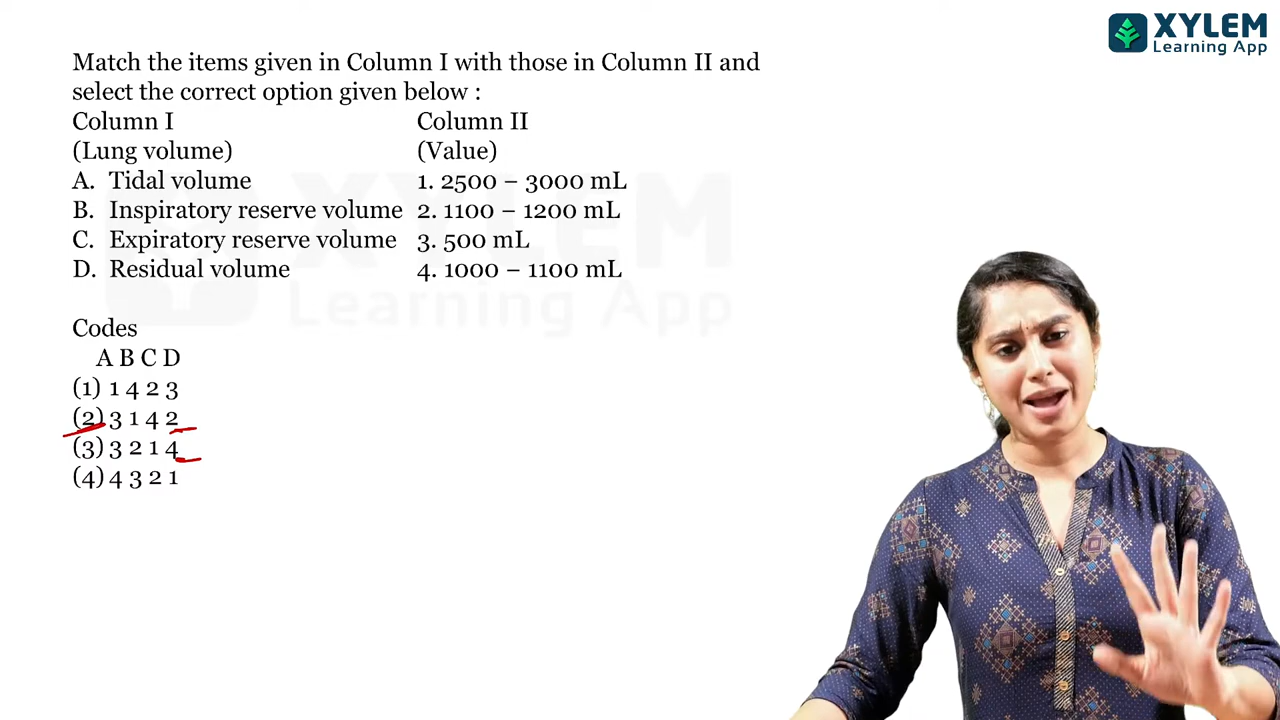 XYLEM
Learning App
Match the items given in Column I with those in Column II and
select the correct option given below :
Column I Column II
(Lung volume) (Value)
A. Tidal volume 1. 2500 – 3000 mL
B. Inspiratory reserve volume 2. 1100 – 1200 mL
C. Expiratory reserve volume 3. 500 mL
D. Residual volume 4. 1000 – 1100 mL
XYLEM
Learning App
Codes
A B C D
(1) 1 4 2 3
(2) 3 1 4 2
(3) 3 2 1 4
(4) 4 3 2 1